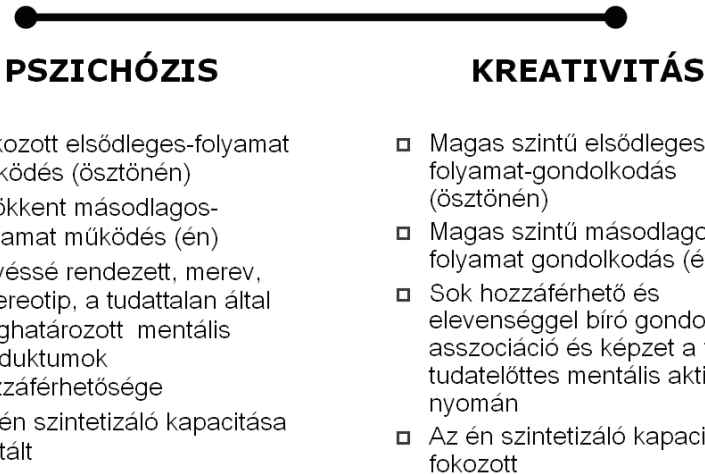 PSZICHÓZIS
kozott elsődleges-folyamat
ködés (ösztönén)
ökkent másodlagos-
amat működés (én)
véssé rendezett, merev,
ereotip, a tudattalan által
ghatározott mentális
duktumok
zzáférhetősége
én szintetizáló kapacitása
tált
KREATIVITÁS
Magas szintű elsődleges
folyamat-gondolkodás
(ösztönén)
Magas szintű másodlago
folyamat gondolkodás (é
Sok hozzáférhető és
elevenséggel bíró gondo
asszociáció és képzet a
tudatelőttes mentális akti
nyomán
Az én szintetizáló kapaci
fokozott